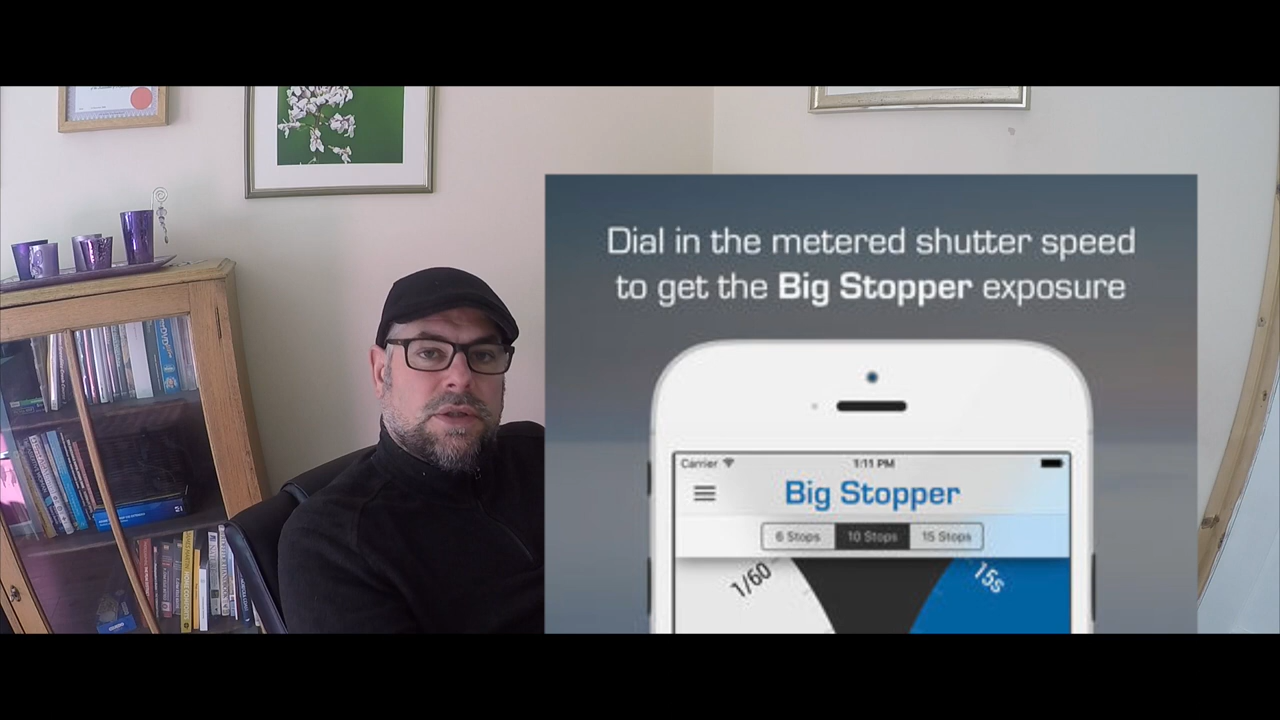 Dial in the metered shutter speed
to get the Big Stopper exposure
Carrier 1:11 PM
Big Stopper
6 Stops 10 Stops 15 Stops
1/60 15s
DVD